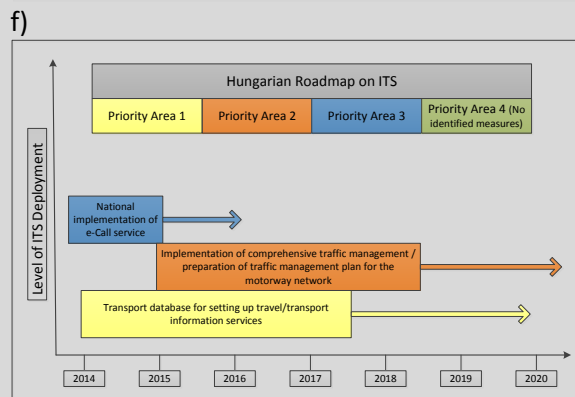 f)
Hungarian Roadmap on ITS
Priority Area 1
Priority Area 2
Priority Area 3
Priority Area 4 (No
identified measures)
Level of ITS Deployment
National
implementation of
e-Call service
Implementation of comprehensive traffic management /
preparation of traffic management plan for the
motorway network
Transport database for setting up travel/transport
information services
2014
2015
2016
2017
2018
2019
2020